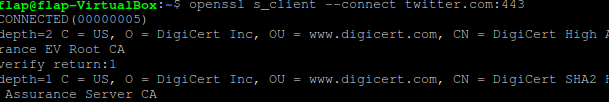 flap@flap-VirtualBox:~$ openssl s_client --connect twitter.com:443
CONNECTED(00000005)
depth=2 C = US, O = DigiCert Inc, OU = www.digicert.com, CN = DigiCert High A
rance EV Root CA
verify return:1
depth=1 C = US, O = DigiCert Inc, OU = www.digicert.com, CN = DigiCert SHA2 H
 Assurance Server CA